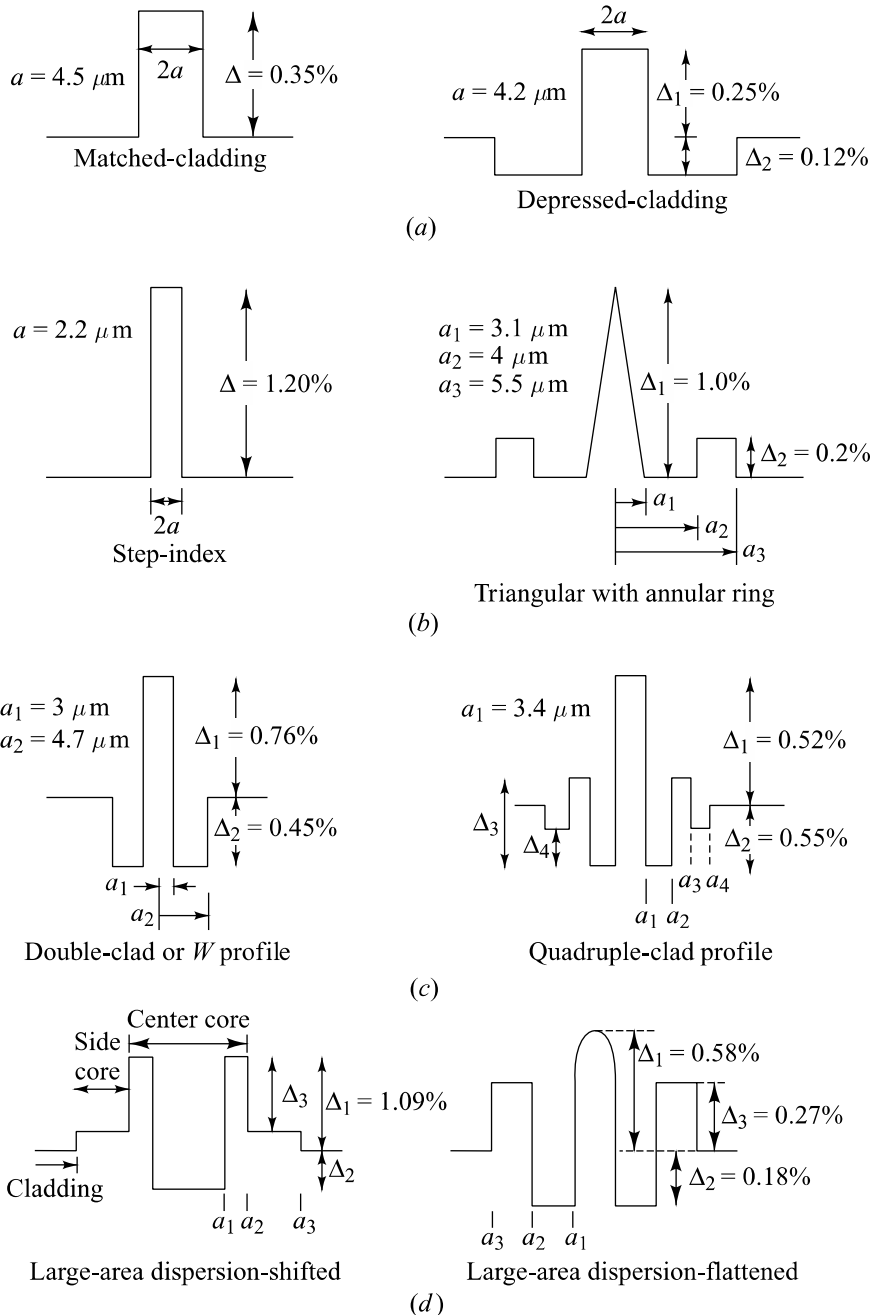 a = 4.5 μm
2a
Δ = 0.35%
Matched-cladding
2a
a = 4.2 μm
Δ1 = 0.25%
Δ2 = 0.12%
Depressed-cladding
(a)
a = 2.2 μm
Δ = 1.20%
2a
Step-index
a1 = 3.1 μm
a2 = 4 μm
a3 = 5.5 μm
Δ1 = 1.0%
Δ2 = 0.2%
a1
a2
a3
Triangular with annular ring
(b)
a1 = 3 μm
a2 = 4.7 μm
Δ1 = 0.76%
Δ2 = 0.45%
a1
a2
Double-clad or W profile
a1 = 3.4 μm
Δ1 = 0.52%
Δ3
Δ4
Δ2 = 0.55%
a3 a4
a1 a2
Quadruple-clad profile
(c)
Center core
Side
core
Δ3
Δ1 = 1.09%
Δ2
Cladding
a1 a2 a3
Large-area dispersion-shifted
Δ1 = 0.58%
Δ3 = 0.27%
Δ2 = 0.18%
a3 a2 a1
Large-area dispersion-flattened
(d)